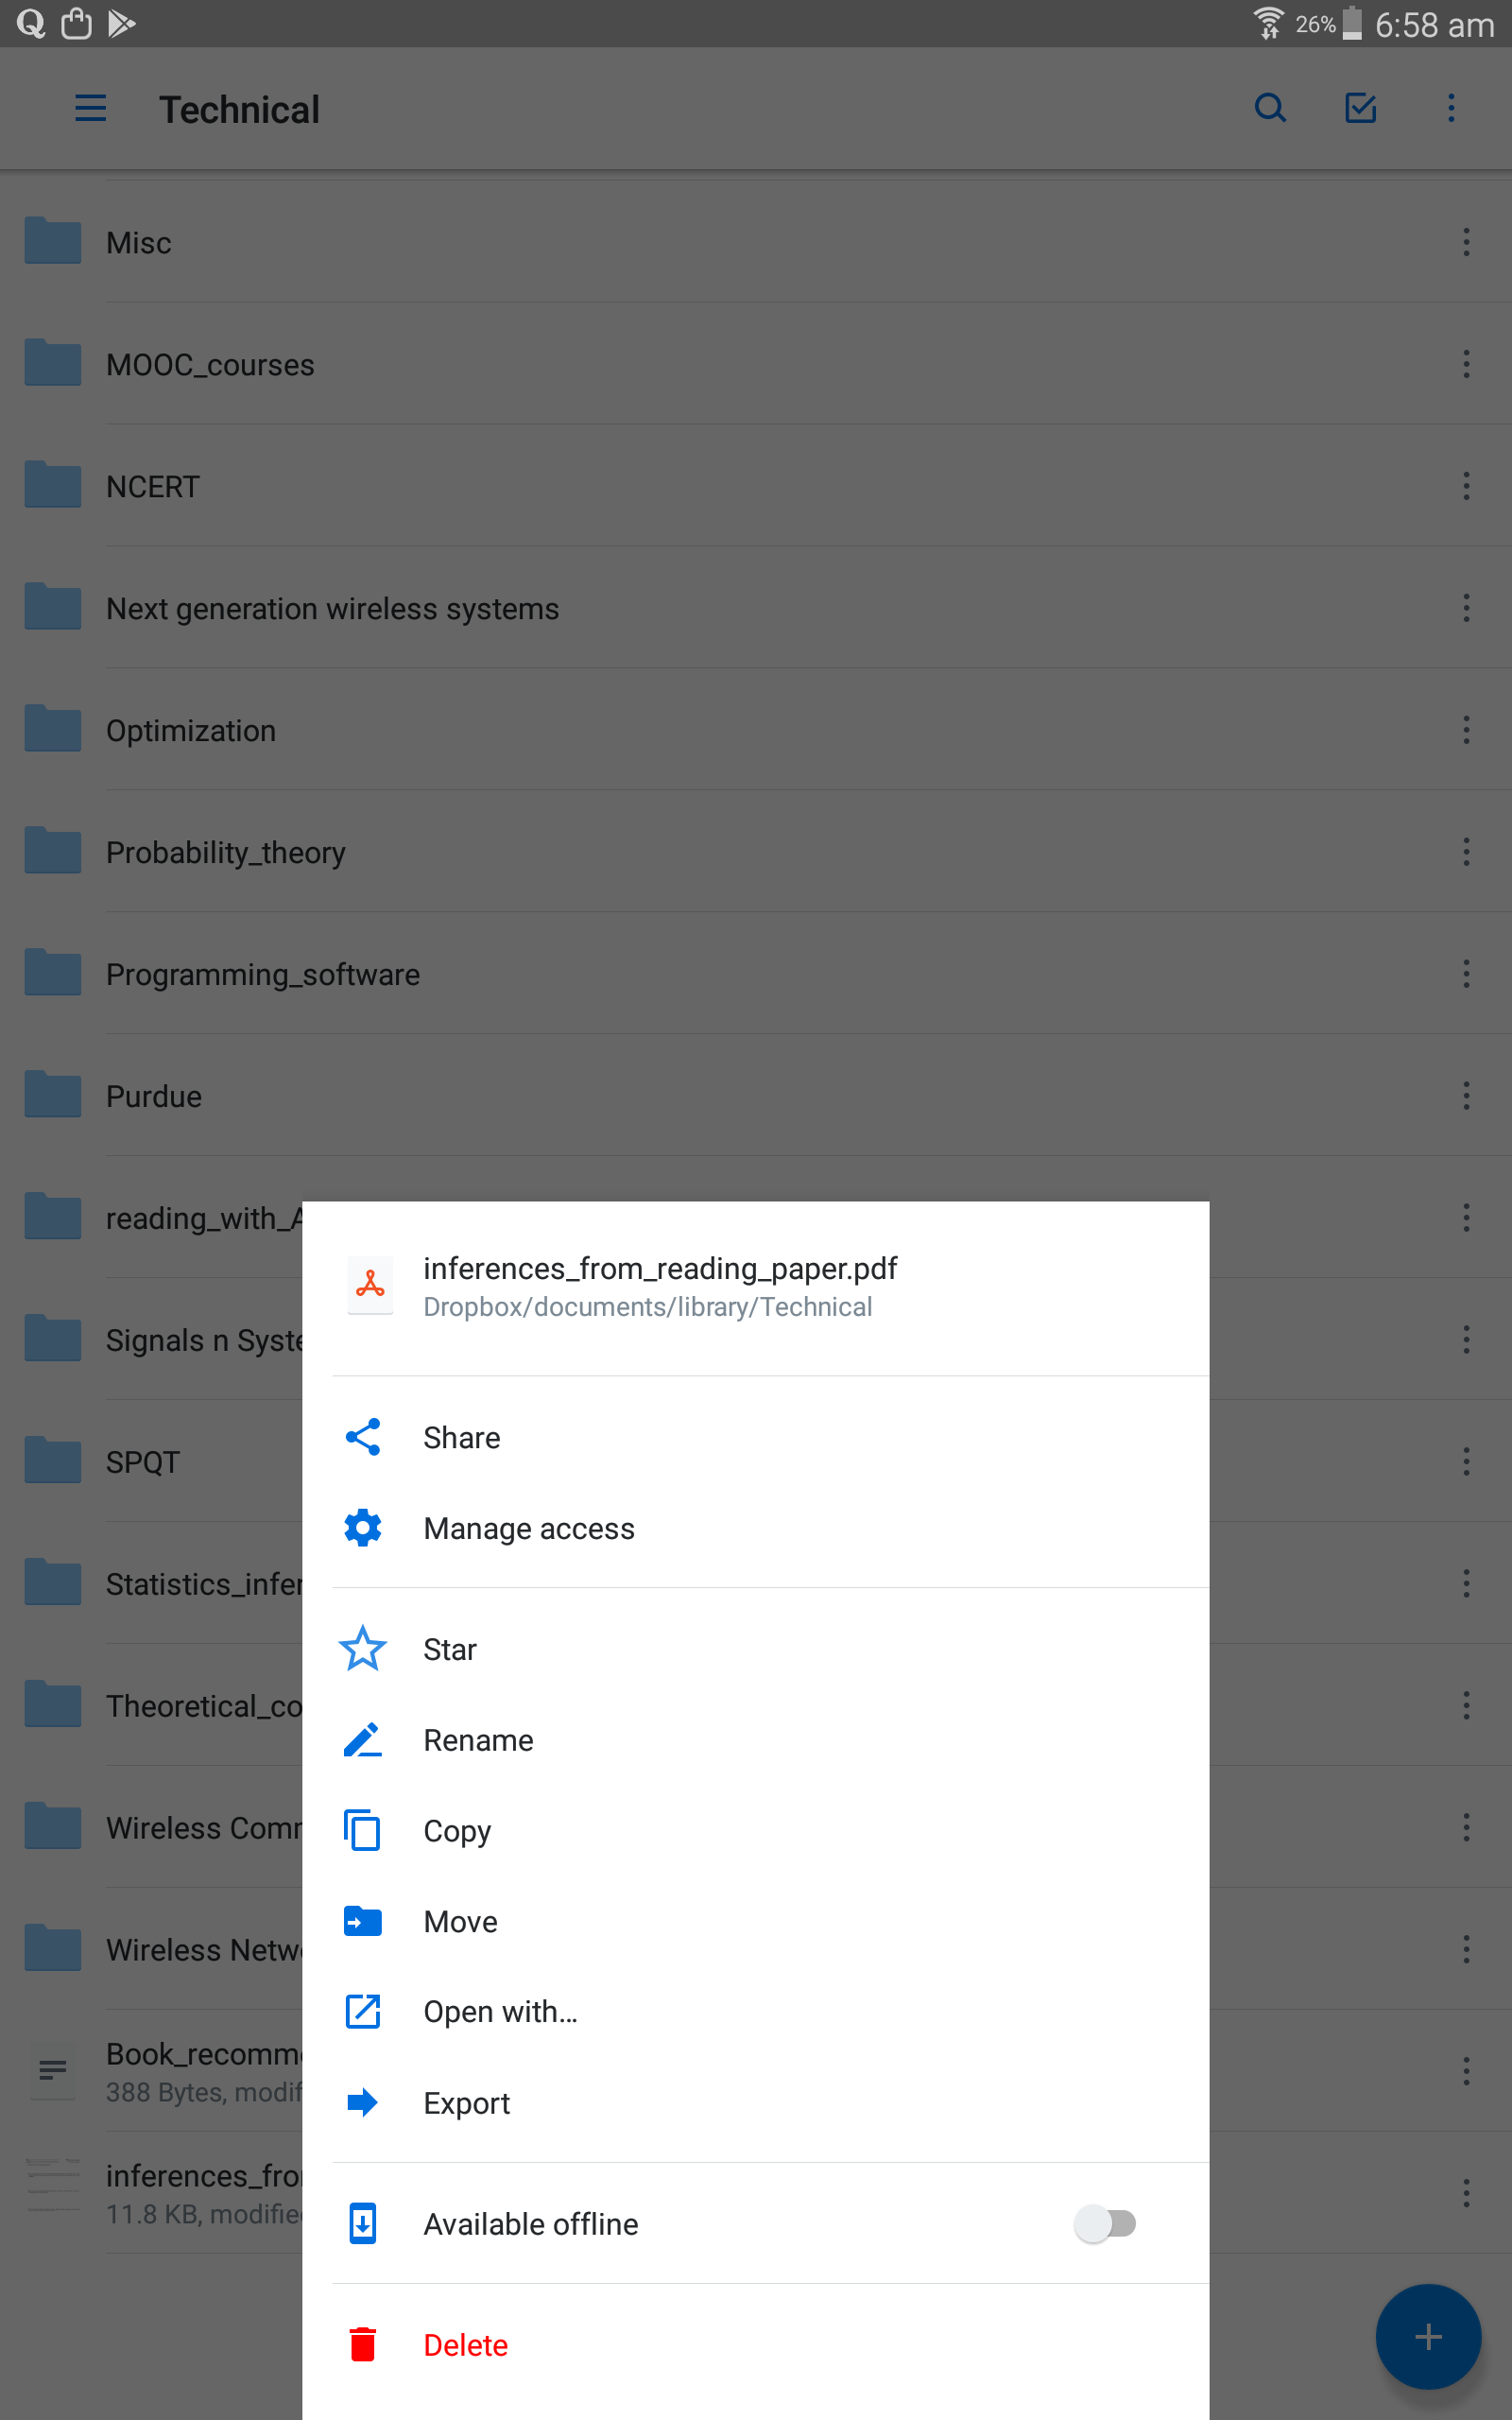 26% 6:58 am
Technical
Misc
MOOC_courses
NCERT
Next generation wireless systems
Optimization
Probability_theory
Programming_software
Purdue
reading_with_A
Signals n Syste
SPQT
Statistics_infer
Theoretical_co
Wireless Com
Wireless Netw
Book_recomm
388 Bytes, modif
inferences_fro
11.8 KB, modifie
inferences_from_reading_paper.pdf
Dropbox/documents/library/Technical
Share
Manage access
Star
Rename
Copy
Move
Open with...
Export
Available offline
Delete